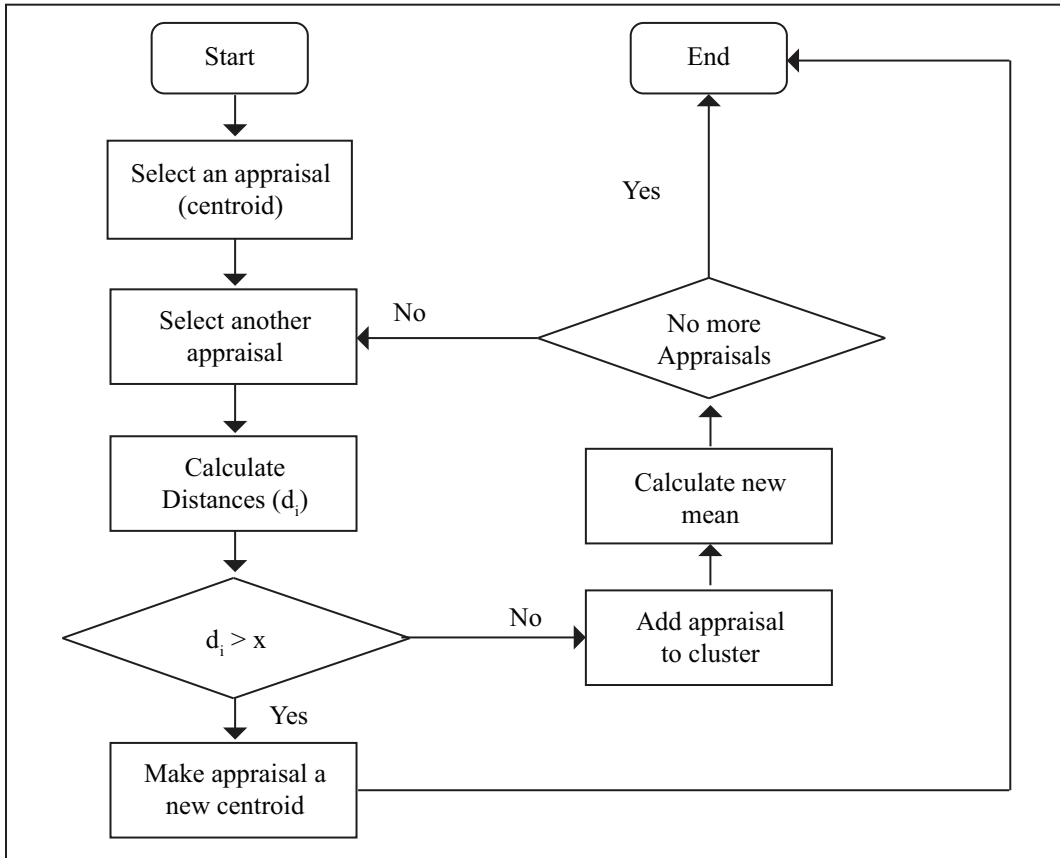 Start
Select an appraisal
(centroid)
Select another
appraisal
Calculate
Distances (dᵢ)
dᵢ > x
Yes
Make appraisal a
new centroid
No
Add appraisal
to cluster
Calculate new
mean
No more
Appraisals
No
Yes
End